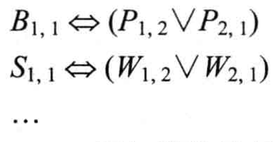 B₁, ₁ ⇔ (P₁, ₂ ∨ P₂, ₁)
S₁, ₁ ⇔ (W₁, ₂ ∨ W₂, ₁)
…